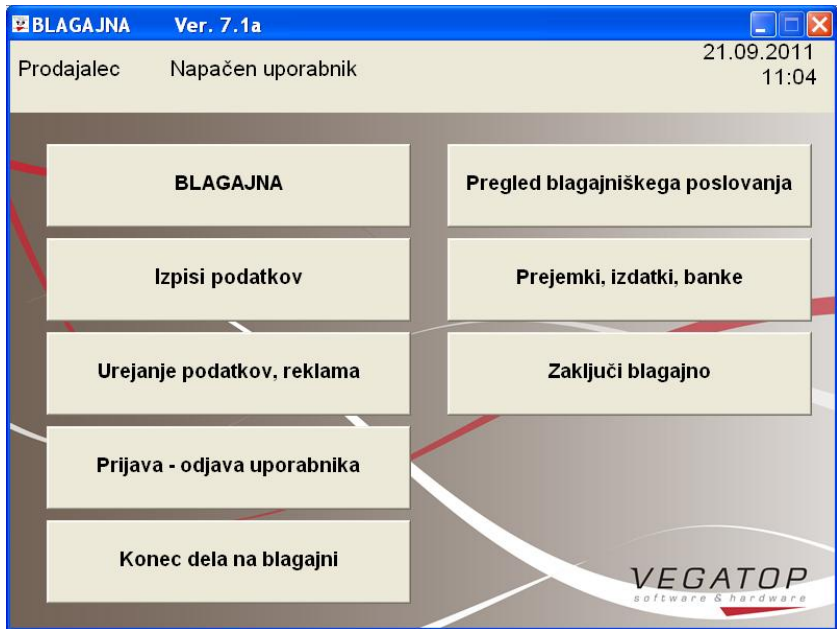 BLAGAJNA Ver. 7.1a
Prodajalec Napačen uporabnik
21.09.2011
11:04
BLAGAJNA
Pregled blagajniškega poslovanja
Izpisi podatkov
Prejemki, izdatki, banke
Urejanje podatkov, reklama
Zaključi blagajno
Prijava - odjava uporabnika
Konec dela na blagajni
VEGATOP
software & hardware